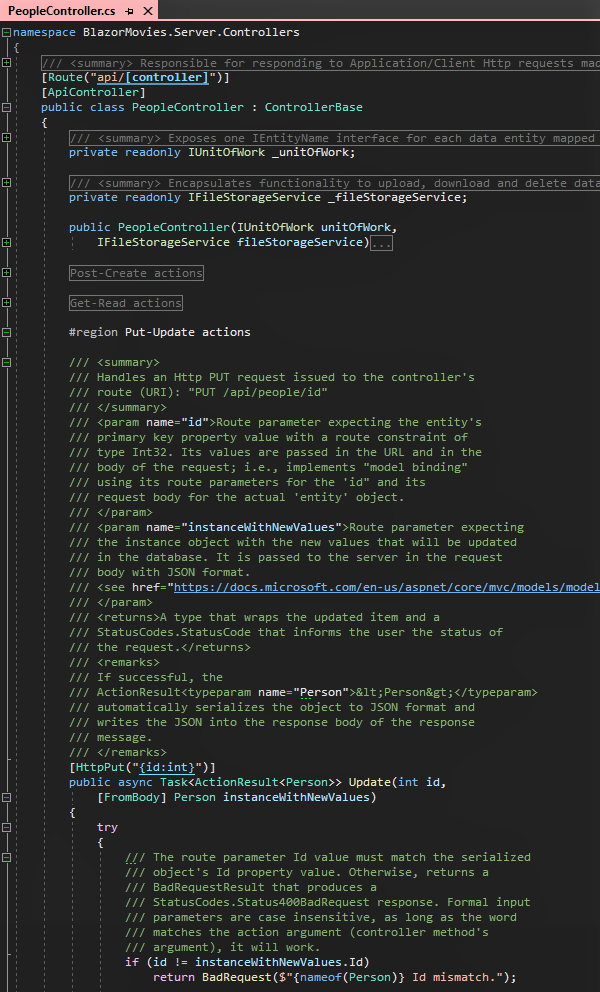 PeopleController.cs
namespace BlazorMovies.Server.Controllers
{
/// <summary> Responsible for responding to Application/Client Http requests mad
[Route("api/[controller]")]
[ApiController]
public class PeopleController : ControllerBase
{
/// <summary> Exposes one IEntityName interface for each data entity mapped
private readonly IUnitOfWork _unitOfWork;
/// <summary> Encapsulates functionality to upload, download and delete data
private readonly IFileStorageService _fileStorageService;
public PeopleController(IUnitOfWork unitOfWork,
IFileStorageService fileStorageService)...
Post-Create actions
Get-Read actions
#region Put-Update actions
/// <summary>
/// Handles an Http PUT request issued to the controller's
/// route (URI): "PUT /api/people/id"
/// </summary>
/// <param name="id">Route parameter expecting the entity's
/// primary key property value with a route constraint of
/// type Int32. Its values are passed in the URL and in the
/// body of the request; i.e., implements "model binding"
/// using its route parameters for the 'id" and its
/// request body for the actual 'entity' object.
/// </param>
/// <param name="instanceWithNewValues">Route parameter expecting
/// the instance object with the new values that will be updated
/// in the database. It is passed to the server in the request
/// body with JSON format.
/// <see href="https://docs.microsoft.com/en-us/aspnet/core/mvc/models/model
/// </param>
/// <returns>A type that wraps the updated item and a
/// StatusCodes.StatusCode that informs the user the status of
/// the request.</returns>
/// <remarks>
/// If successful, the
/// ActionResult<typeparam name="Person">&lt;Person&gt;</typeparam>
/// automatically serializes the object to JSON format and
/// writes the JSON into the response body of the response
/// message.
/// </remarks>
[HttpPut("{id:int}")]
public async Task<ActionResult<Person>> Update(int id,
[FromBody] Person instanceWithNewValues)
{
try
{
/// The route parameter Id value must match the serialized
/// object's Id property value. Otherwise, returns a
/// BadRequestResult that produces a
/// StatusCodes.Status400BadRequest response. Formal input
/// parameters are case insensitive, as long as the word
/// matches the action argument (controller method's
/// argument), it will work.
if (id != instanceWithNewValues.Id)
return BadRequest($"{nameof(Person)} Id mismatch.");